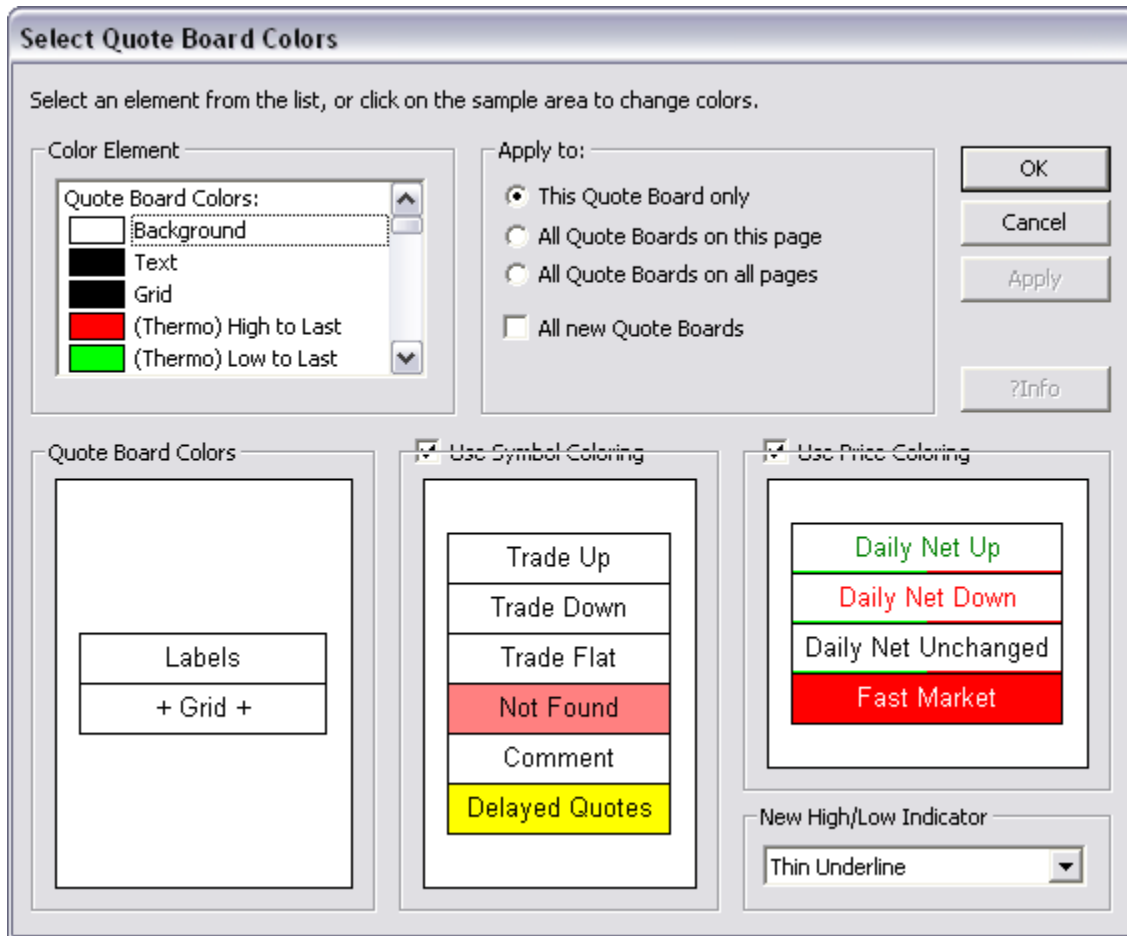 Select Quote Board Colors
Select an element from the list, or click on the sample area to change colors.
Color Element
Quote Board Colors:
Background
Text
Grid
(Thermo) High to Last
(Thermo) Low to Last
Apply to:
This Quote Board only
All Quote Boards on this page
All Quote Boards on all pages
All new Quote Boards
OK
Cancel
Apply
?Info
Quote Board Colors
Labels
+ Grid +
Use Symbol Coloring
Trade Up
Trade Down
Trade Flat
Not Found
Comment
Delayed Quotes
Use Price Coloring
Daily Net Up
Daily Net Down
Daily Net Unchanged
Fast Market
New High/Low Indicator
Thin Underline